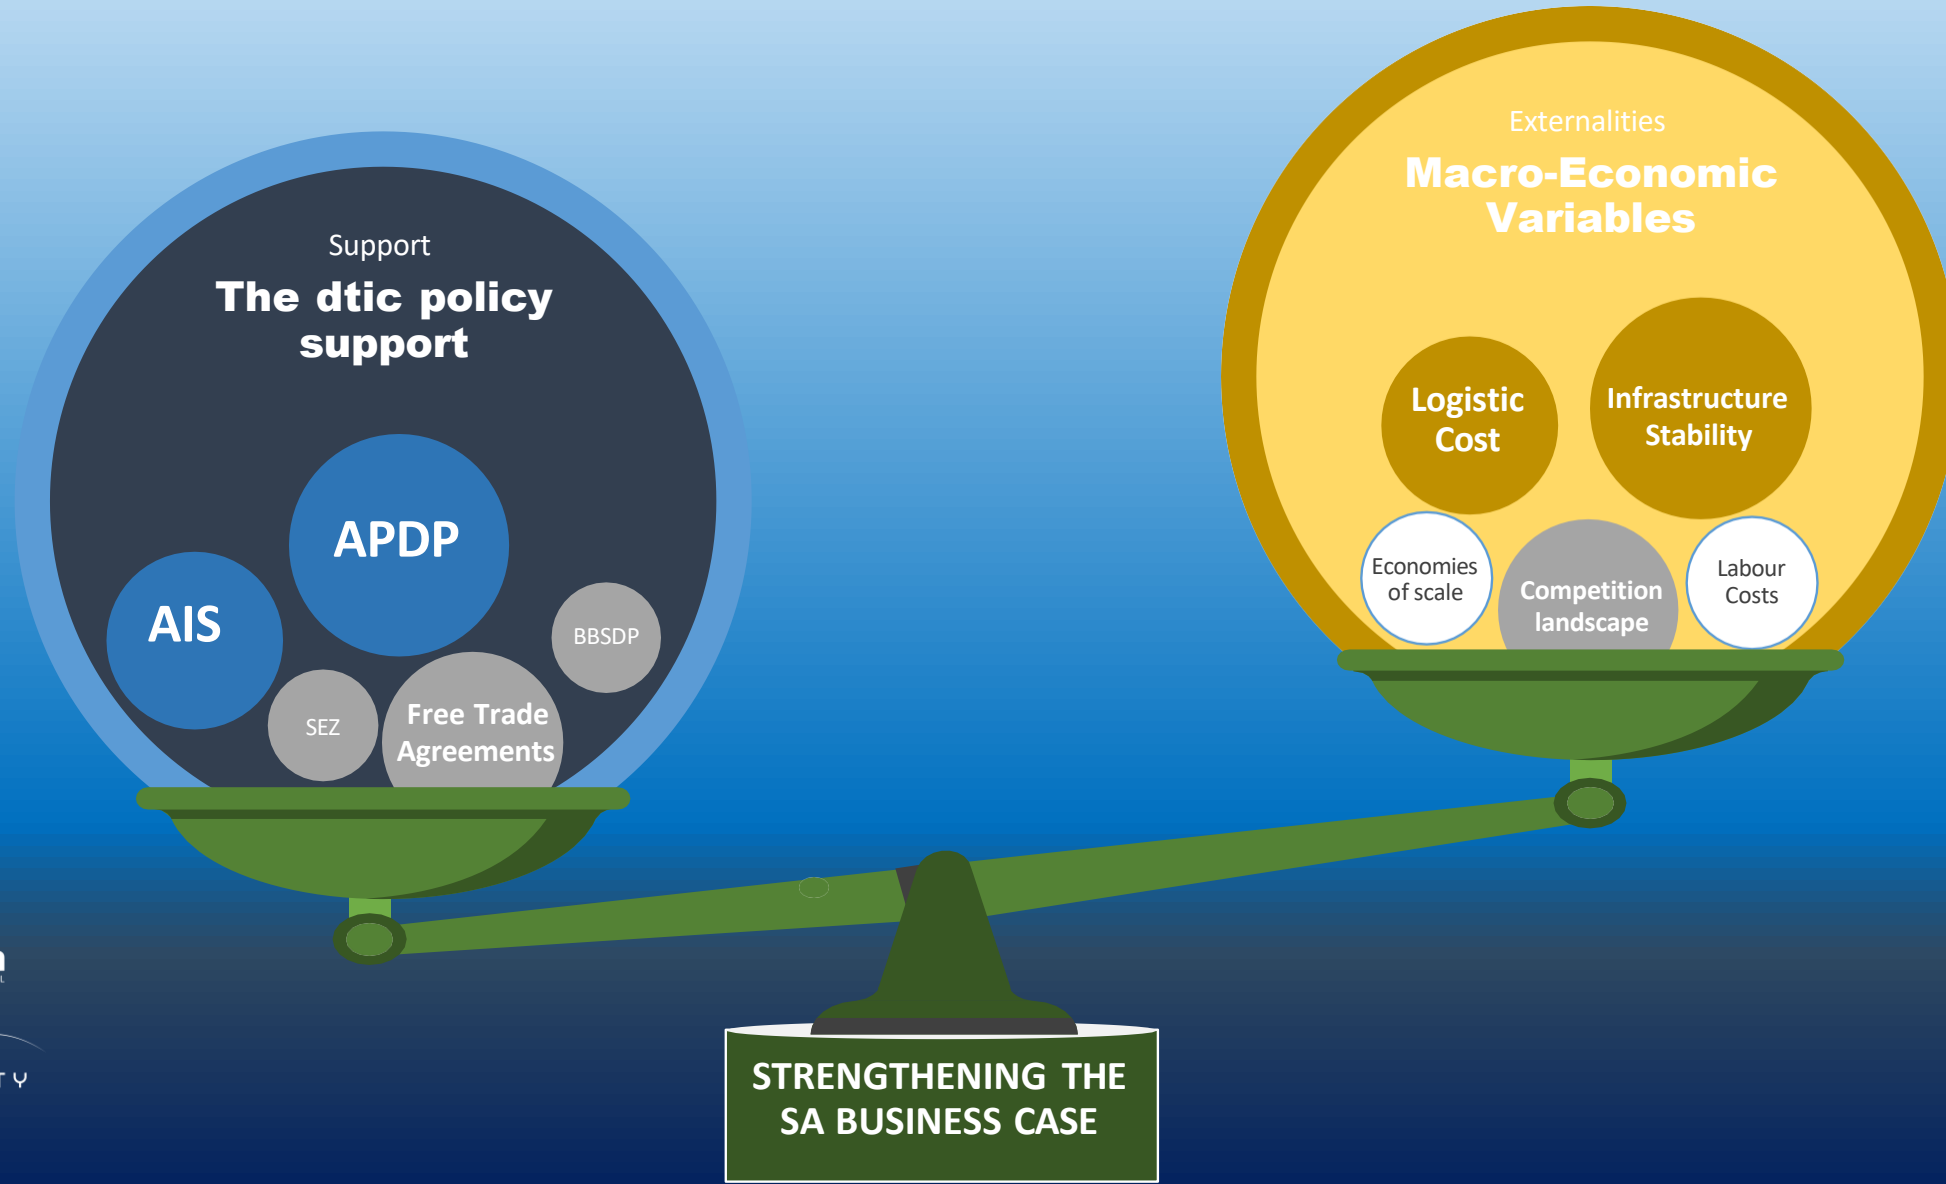 Support
The dtic policy
support
APDP
AIS
BBSDP
SEZ
Free Trade
Agreements
Externalities
Macro-Economic
Variables
Logistic
Cost
Infrastructure
Stability
Economies
of scale
Competition
landscape
Labour
Costs
STRENGTHENING THE
SA BUSINESS CASE